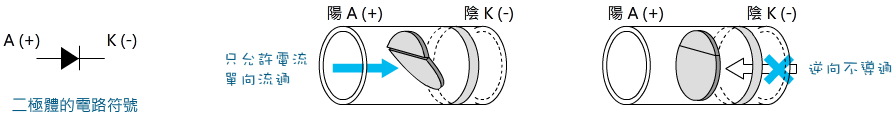 A (+)
K (-)
二極體的電路符號
陽 A (+)
陰 K (-)
只允許電流
單向流通
陽 A (+)
陰 K (-)
逆向不導通